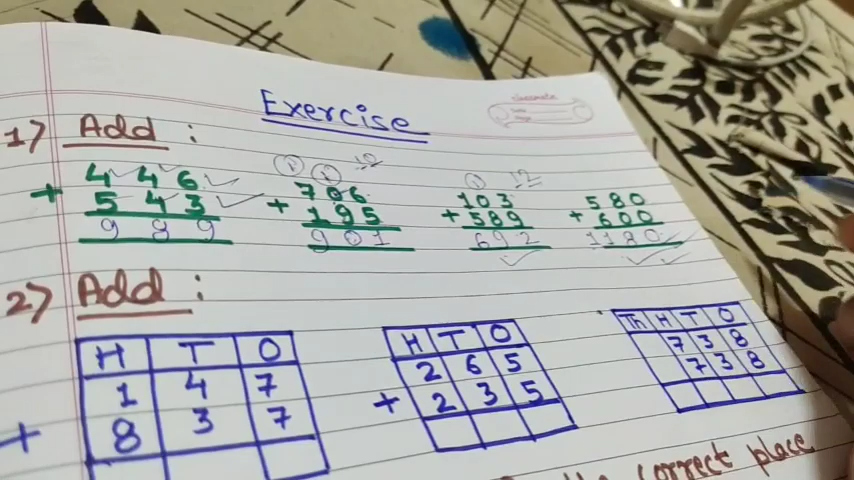 Exercise
1) Add :
446
+ 543
989
706
+ 195
901
103
+ 589
692
580
+ 600
1180
2) Add :
H T O
1 4 7
+ 8 3 7
H T O
2 6 5
+ 2 3 5
Th H T O
7 3 8
7 3 8
correct place